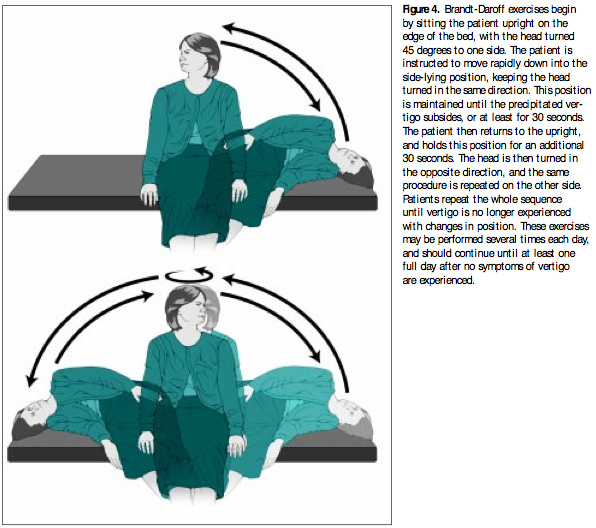 Figure 4. Brandt-Daroff exercises begin
by sitting the patient upright on the
edge of the bed, with the head turned
45 degrees to one side. The patient is
instructed to move rapidly down into the
side-lying position, keeping the head
turned in the same direction. This position
is maintained until the precipitated ver-
tigo subsides, or at least for 30 seconds.
The patient then returns to the upright,
and holds this position for an additional
30 seconds. The head is then turned in
the opposite direction, and the same
procedure is repeated on the other side.
Patients repeat the whole sequence
until vertigo is no longer experienced
with changes in position. These exercises
may be performed several times each day,
and should continue until at least one
full day after no symptoms of vertigo
are experienced.